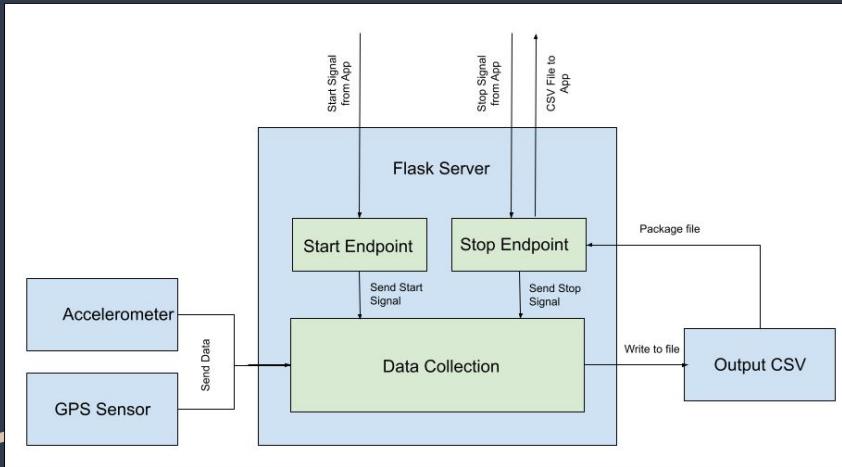 Start Signal
from App
Stop Signal
from App
CSV File to
App
Flask Server
Start Endpoint
Stop Endpoint
Package file
Send Start
Signal
Send Stop
Signal
Accelerometer
Send Data
GPS Sensor
Data Collection
Write to file
Output CSV